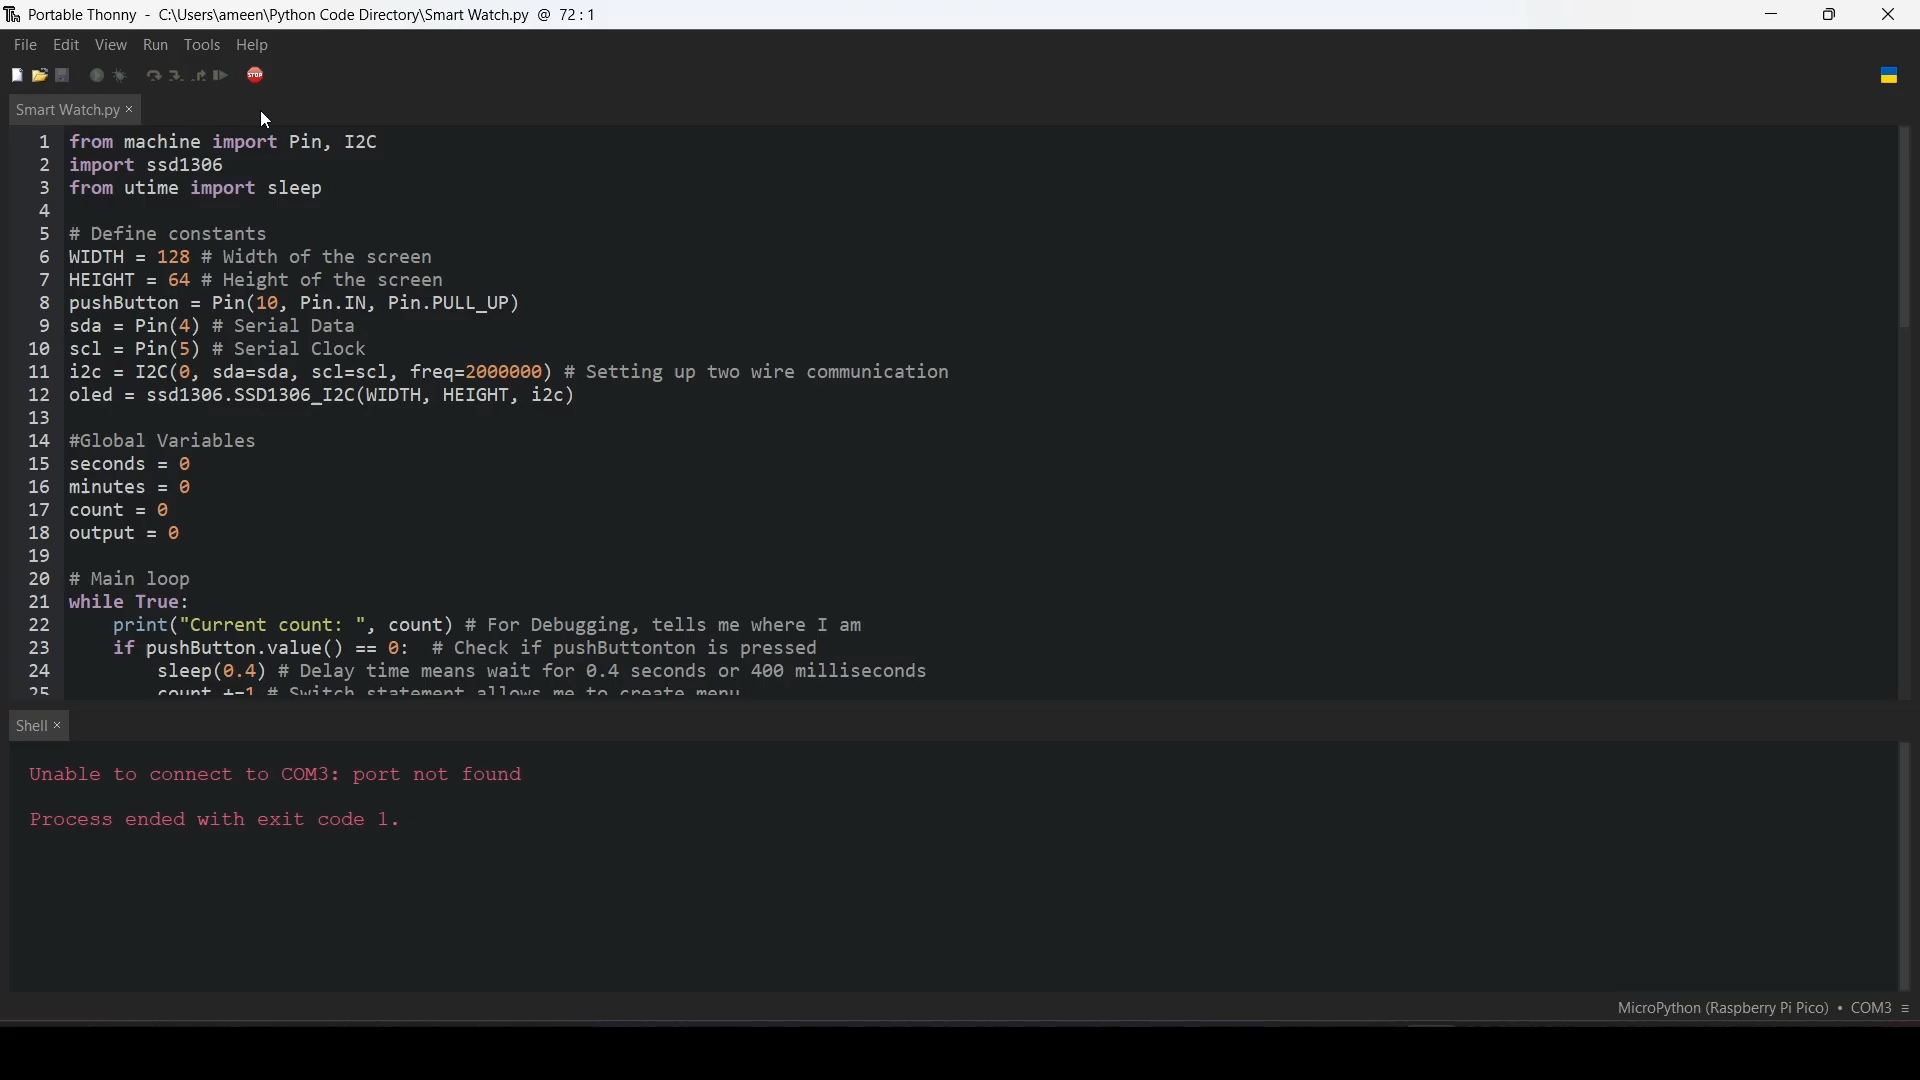 Portable Thonny - C:\Users\ameen\Python Code Directory\Smart Watch.py @ 72 : 1
File Edit View Run Tools Help
STOP
Smart Watch.py ×
1 from machine import Pin, I2C
2 import ssd1306
3 from utime import sleep
4
5 # Define constants
6 WIDTH = 128 # Width of the screen
7 HEIGHT = 64 # Height of the screen
8 pushButton = Pin(10, Pin.IN, Pin.PULL_UP)
9 sda = Pin(4) # Serial Data
10 scl = Pin(5) # Serial Clock
11 i2c = I2C(0, sda=sda, scl=scl, freq=2000000) # Setting up two wire communication
12 oled = ssd1306.SSD1306_I2C(WIDTH, HEIGHT, i2c)
13
14 #Global Variables
15 seconds = 0
16 minutes = 0
17 count = 0
18 output = 0
19
20 # Main loop
21 while True:
22     print("Current count: ", count) # For Debugging, tells me where I am
23     if pushButton.value() == 0:  # Check if pushButtonton is pressed
24         sleep(0.4) # Delay time means wait for 0.4 seconds or 400 milliseconds
25         count +=1 # Switch statement allows me to create menu
Shell ×
Unable to connect to COM3: port not found
Process ended with exit code 1.
MicroPython (Raspberry Pi Pico) • COM3 ≡